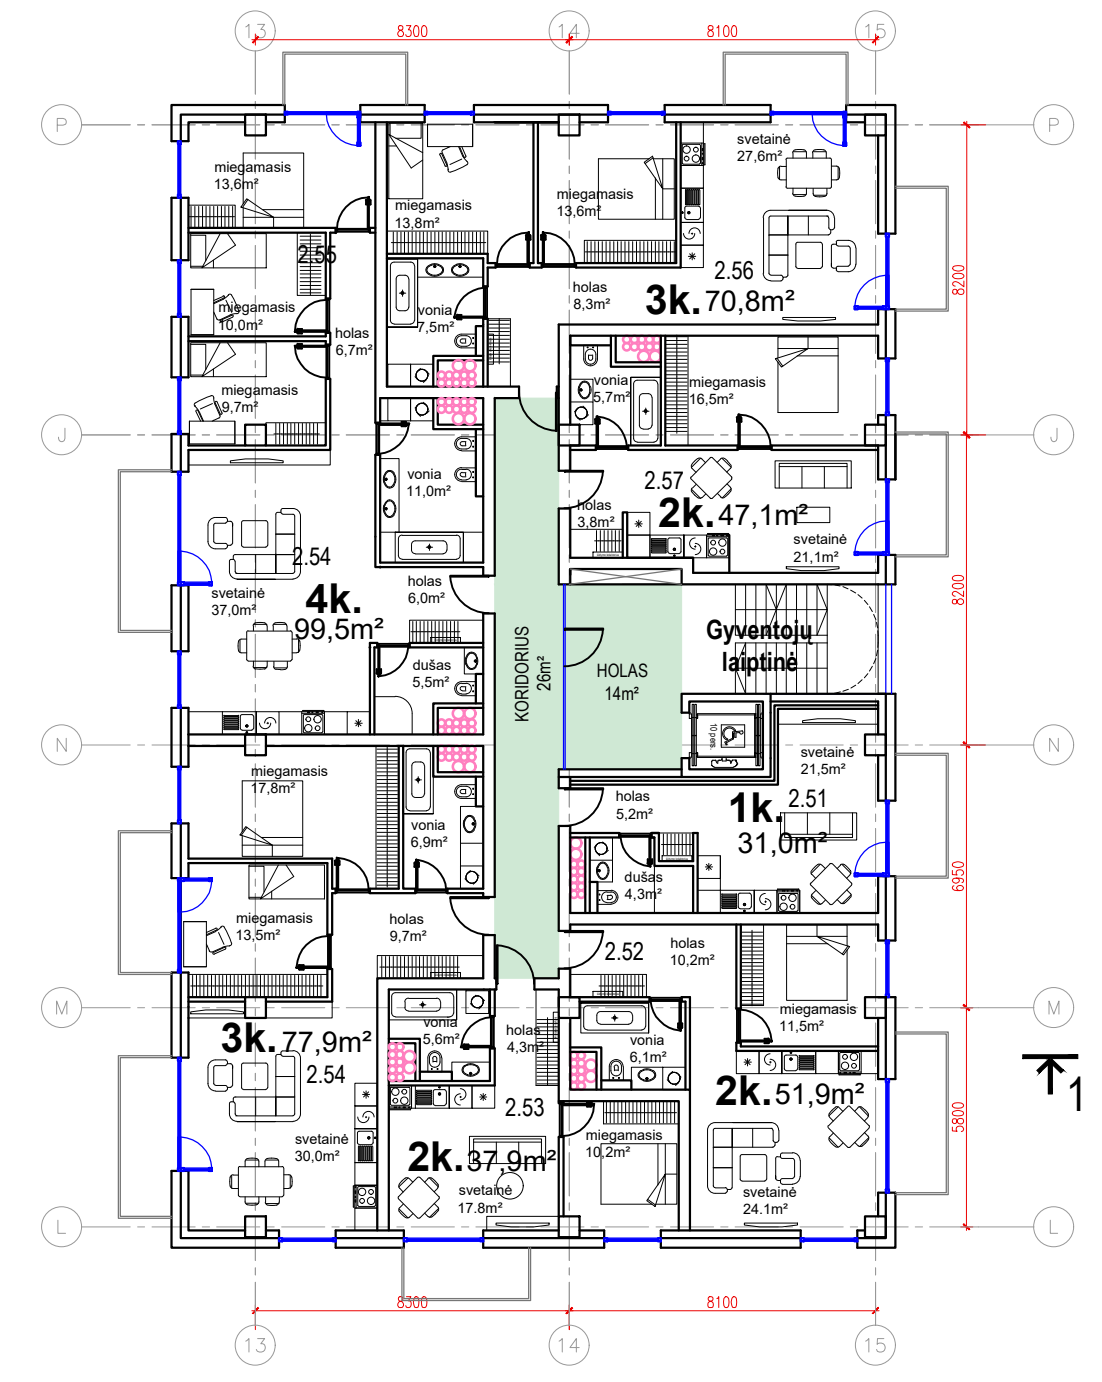 13
8300
14
8100
15
P
P
svetainė
27,6m²
miegamasis
13,6m²
miegamasis
13,8m²
miegamasis
13,6m²
2.55
2.56
3k. 70,8m²
holas
8,3m²
miegamasis
10,0m²
vonia
7,5m²
holas
6,7m²
8200
miegamasis
9,7m²
vonia
5,7m²
miegamasis
16,5m²
J
J
vonia
11,0m²
2.57
2k. 47,1m²
holas
3,8m²
svetainė
21,1m²
2.54
svetainė
37,0m²
4k.
99,5m²
holas
6,0m²
8200
KORIDORIUS
26m²
HOLAS
14m²
Gyventojų
laiptinė
dušas
5,5m²
10 pers.
N
N
svetainė
21,5m²
miegamasis
17,8m²
holas
5,2m²
1k. 2.51
31,0m²
vonia
6,9m²
dušas
4,3m²
6950
miegamasis
13,5m²
holas
9,7m²
2.52
holas
10,2m²
M
M
miegamasis
11,5m²
3k. 77,9m²
2.54
vonia
5,6m²
holas
4,3m²
vonia
6,1m²
2k. 51,9m²
1
2.53
5800
svetainė
30,0m²
2k. 37,9m²
miegamasis
10,2m²
svetainė
17.8m²
svetainė
24.1m²
L
L
8300
8100
13
14
15